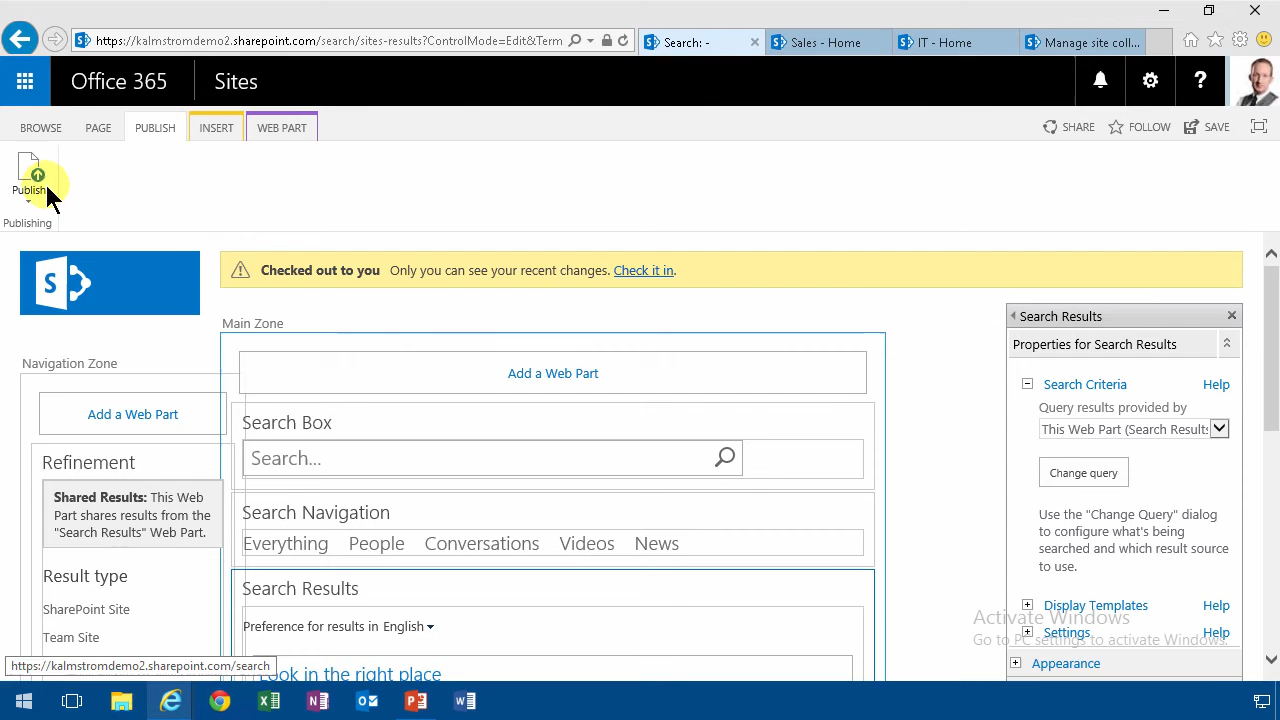 https://kalmstromdemo2.sharepoint.com/search/sites-results?ControlMode=Edit&Term
Search:
Sales - Home
IT - Home
Manage site coll...
Office 365
Sites
?
BROWSE
PAGE
PUBLISH
INSERT
WEB PART
SHARE
FOLLOW
SAVE
Publish
Publishing
S
Checked out to you Only you can see your recent changes. Check it in.
Main Zone
Navigation Zone
Add a Web Part
Add a Web Part
Refinement
Shared Results: This Web
Part shares results from the
"Search Results" Web Part.
Result type
SharePoint Site
Team Site
Search Box
Search...
Search Navigation
Everything People Conversations Videos News
Search Results
Preference for results in English
Look in the right place
Search Results
Properties for Search Results
Search Criteria
Help
Query results provided by
This Web Part (Search Results
Change query
Use the "Change Query" dialog
to configure what's being
searched and which result source
to use.
Display Templates
Help
Settings
Help
Appearance
Activate Windows
Go to PC settings to activate Windows.
https://kalmstromdemo2.sharepoint.com/search